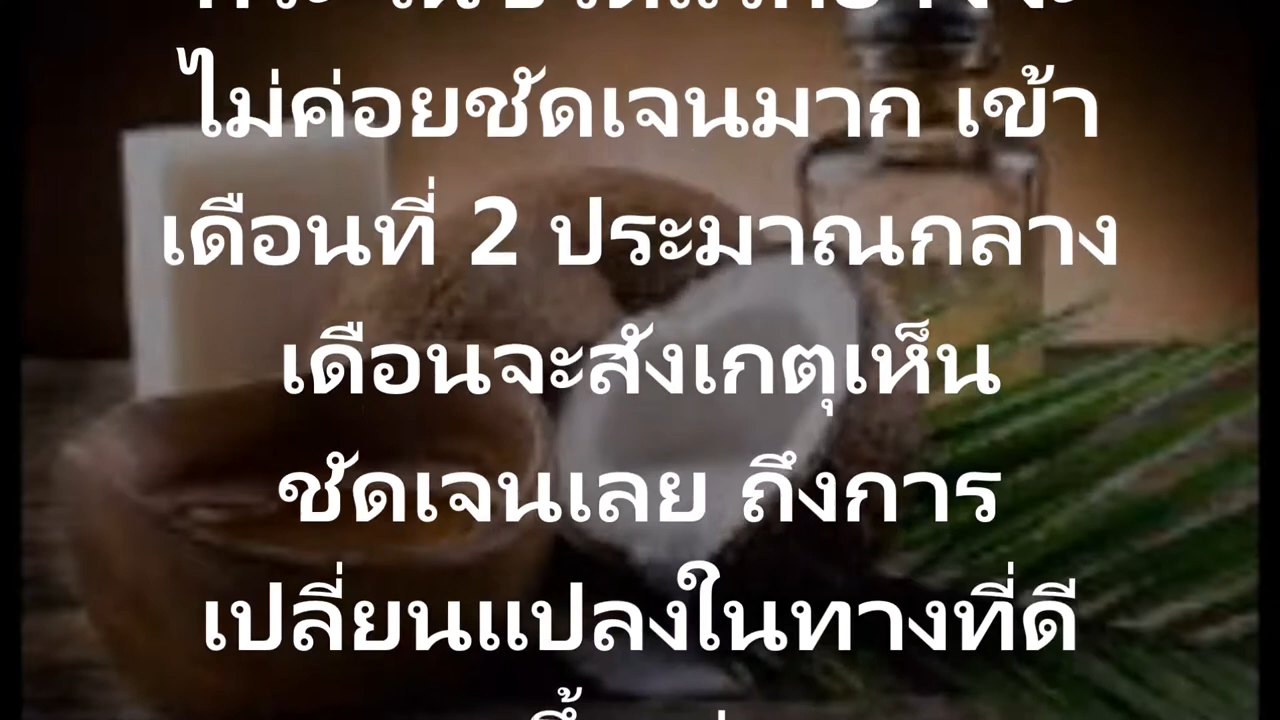 ไม่ค่อยชัดเจนมาก เข้า
เดือนที่ 2 ประมาณกลาง
เดือนจะสังเกตุเห็น
ชัดเจนเลย ถึงการ
เปลี่ยนแปลงในทางที่ดี